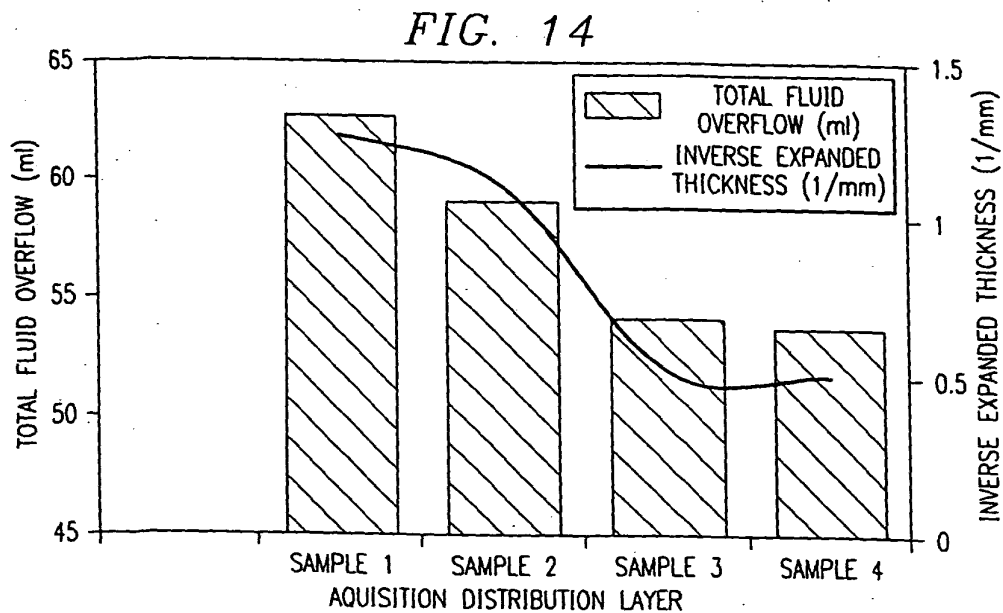 FIG. 14
TOTAL FLUID OVERFLOW (ml)
65
60
55
50
45
TOTAL FLUID
OVERFLOW (ml)
INVERSE EXPANDED
THICKNESS (1/mm)
1.5
1
0.5
0
INVERSE EXPANDED THICKNESS (1/mm)
SAMPLE 1
SAMPLE 2
SAMPLE 3
SAMPLE 4
AQUISITION DISTRIBUTION LAYER